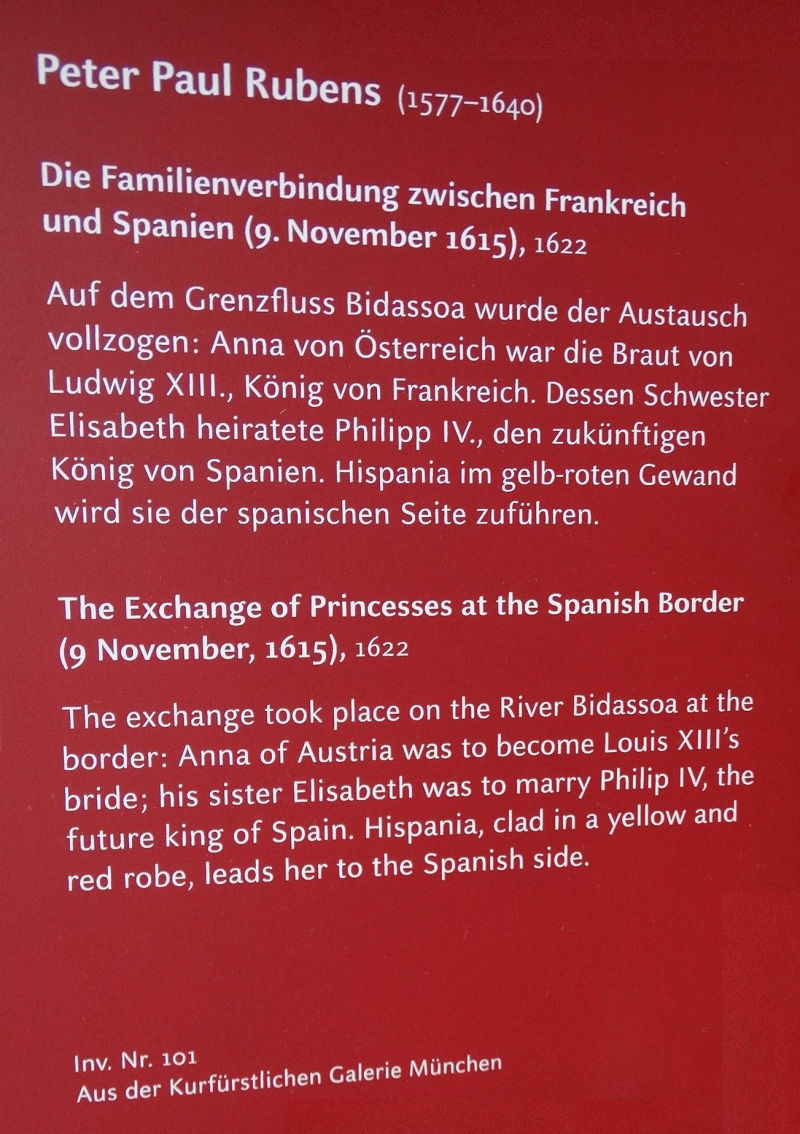 Peter Paul Rubens (1577–1640)
Die Familienverbindung zwischen Frankreich
und Spanien (9. November 1615), 1622
Auf dem Grenzfluss Bidassoa wurde der Austausch
vollzogen: Anna von Österreich war die Braut von
Ludwig XIII., König von Frankreich. Dessen Schwester
Elisabeth heiratete Philipp IV., den zukünftigen
König von Spanien. Hispania im gelb-roten Gewand
wird sie der spanischen Seite zuführen.
The Exchange of Princesses at the Spanish Border
(9 November, 1615), 1622
The exchange took place on the River Bidassoa at the
border: Anna of Austria was to become Louis XIII’s
bride; his sister Elisabeth was to marry Philip IV, the
future king of Spain. Hispania, clad in a yellow and
red robe, leads her to the Spanish side.
Inv. Nr. 101
Aus der Kurfürstlichen Galerie München